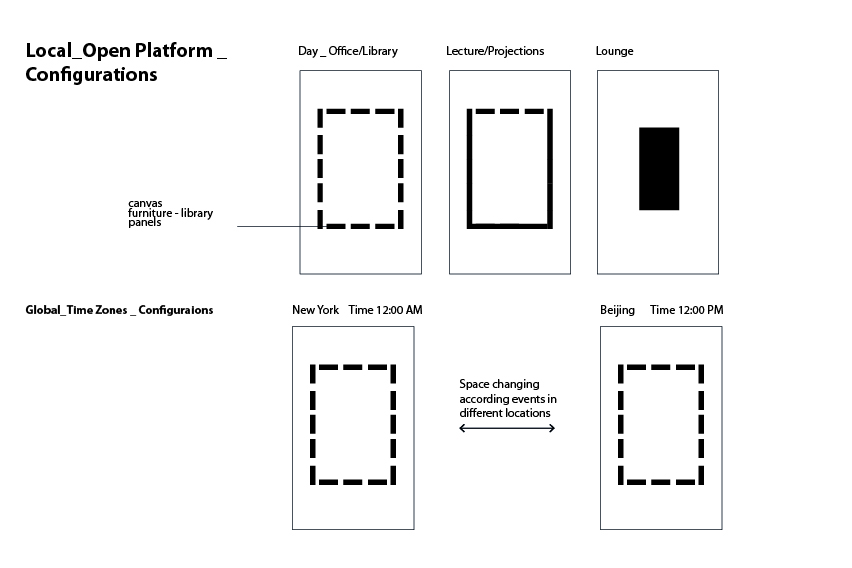 Local_Open Platform _
Configurations
Day _ Office/Library
Lecture/Projections
Lounge
canvas
furniture - library
panels
Global_Time Zones _ Configuraions
New York Time 12:00 AM
Beijing Time 12:00 PM
Space changing
according events in
different locations